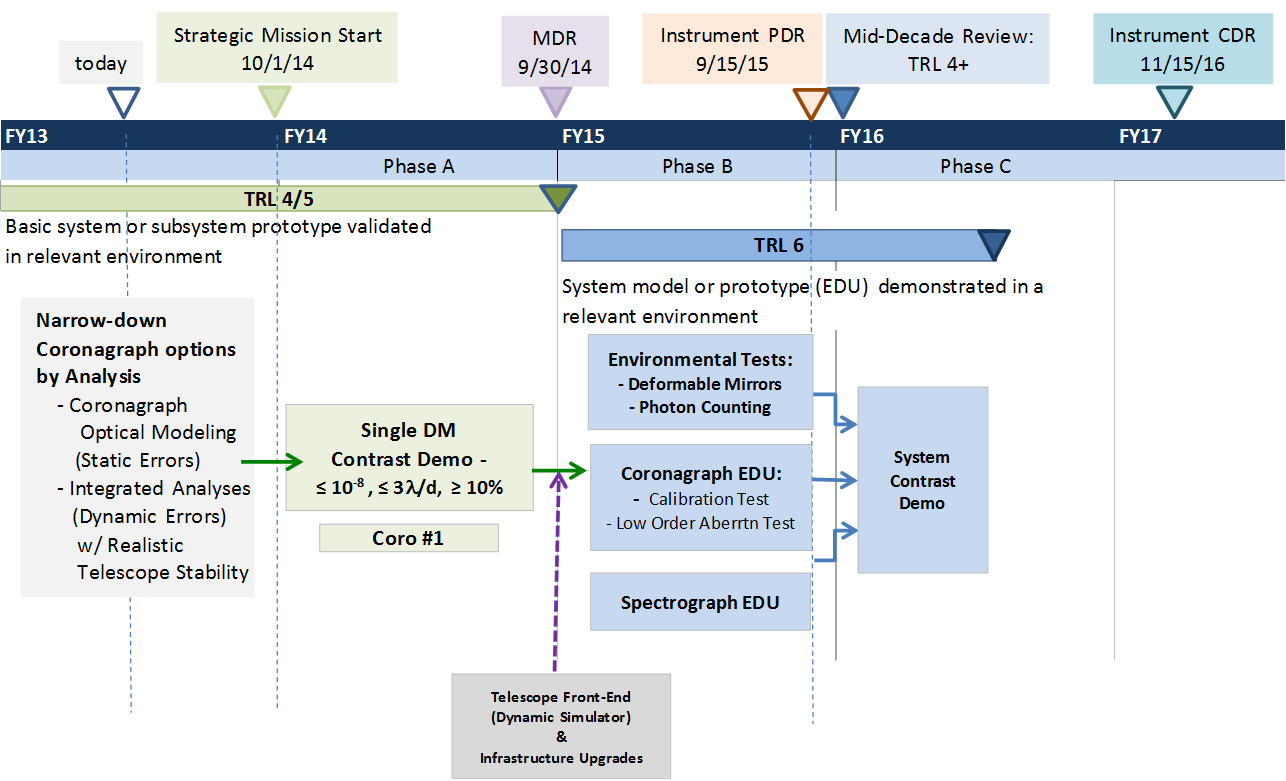 today
Strategic Mission Start
10/1/14
MDR
9/30/14
Instrument PDR
9/15/15
Mid-Decade Review:
TRL 4+
Instrument CDR
11/15/16
FY13
FY14
FY15
FY16
FY17
Phase A
Phase B
Phase C
TRL 4/5
Basic system or subsystem prototype validated
in relevant environment
TRL 6
System model or prototype (EDU) demonstrated in a
relevant environment
Narrow-down
Coronagraph options
by Analysis
- Coronagraph
Optical Modeling
(Static Errors)
- Integrated Analyses
(Dynamic Errors)
w/ Realistic
Telescope Stability
Single DM
Contrast Demo -
≤ 10⁻⁸ , ≤ 3λ/d, ≥ 10%
Coro #1
Environmental Tests:
- Deformable Mirrors
- Photon Counting
Coronagraph EDU:
- Calibration Test
- Low Order Aberrtn Test
Spectrograph EDU
System
Contrast
Demo
Telescope Front-End
(Dynamic Simulator)
&
Infrastructure Upgrades